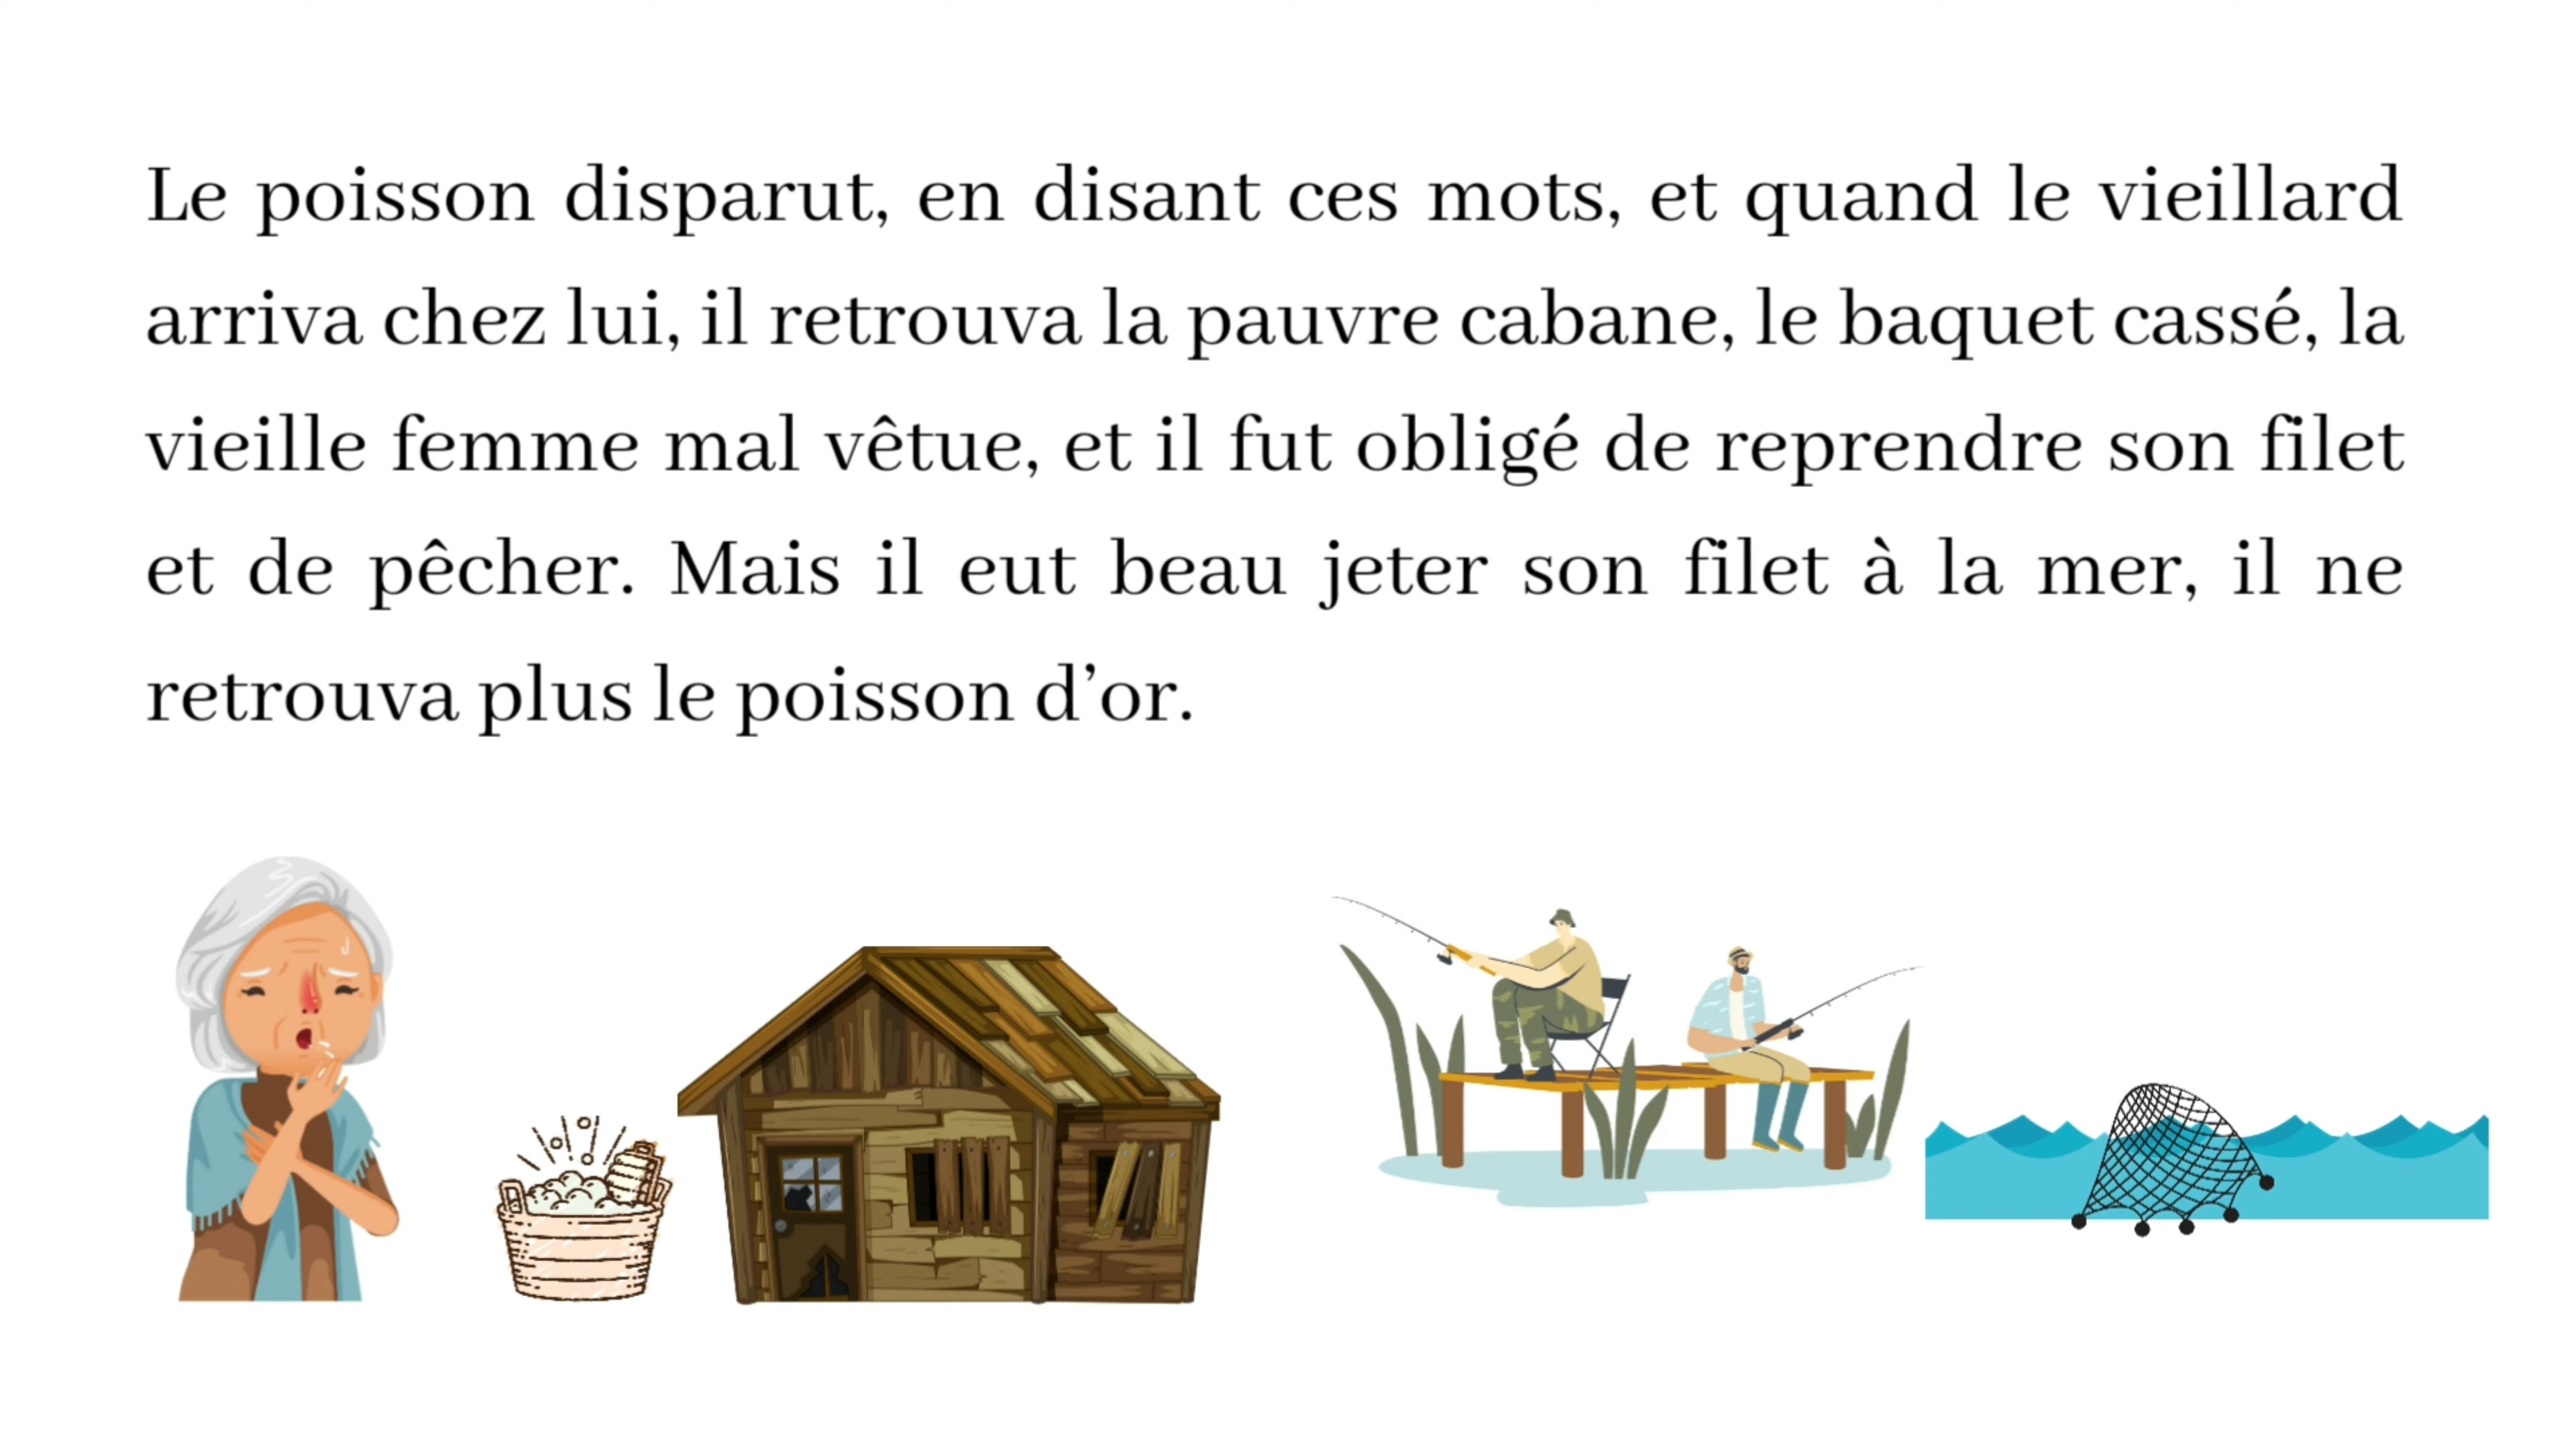 Le poisson disparut, en disant ces mots, et quand le vieillard
arriva chez lui, il retrouva la pauvre cabane, le baquet cassé, la
vieille femme mal vêtue, et il fut obligé de reprendre son filet
et de pêcher. Mais il eut beau jeter son filet à la mer, il ne
retrouva plus le poisson d’or.